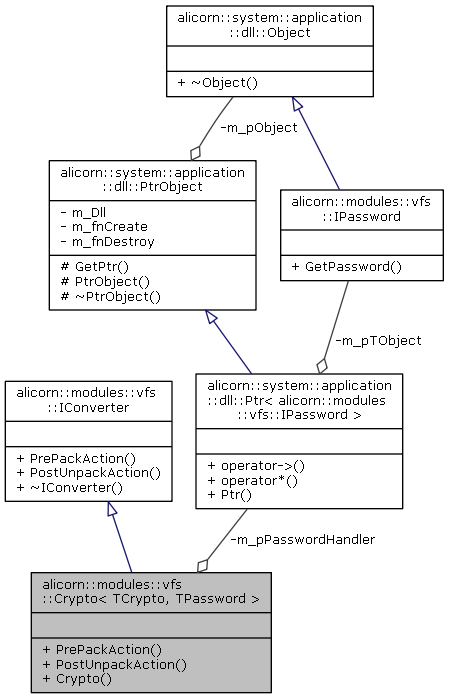 alicorn::system::application
::dll::Object
+ ~Object()
-m_pObject
alicorn::system::application
::dll::PtrObject
- m_Dll
- m_fnCreate
- m_fnDestroy
# GetPtr()
# PtrObject()
# ~PtrObject()
alicorn::modules::vfs
::IPassword
+ GetPassword()
-m_pTObject
alicorn::system::application
::dll::Ptr< alicorn::modules
::vfs::IPassword >
+ operator->()
+ operator*()
+ Ptr()
alicorn::modules::vfs
::IConverter
+ PrePackAction()
+ PostUnpackAction()
+ ~IConverter()
-m_pPasswordHandler
alicorn::modules::vfs
::Crypto< TCrypto, TPassword >
+ PrePackAction()
+ PostUnpackAction()
+ Crypto()